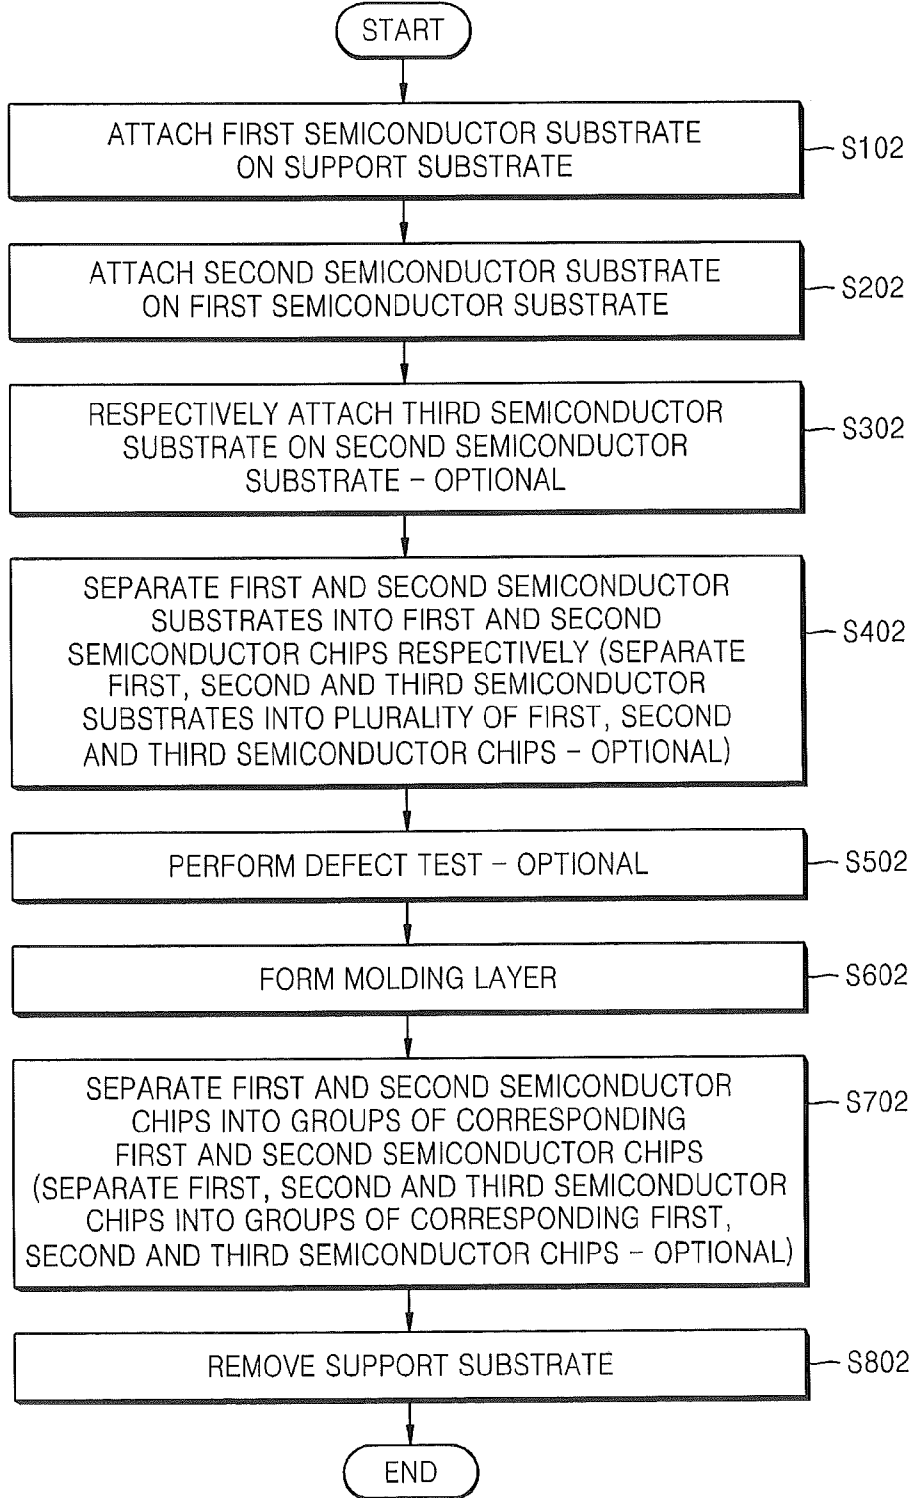 START
ATTACH FIRST SEMICONDUCTOR SUBSTRATE
ON SUPPORT SUBSTRATE
S102
ATTACH SECOND SEMICONDUCTOR SUBSTRATE
ON FIRST SEMICONDUCTOR SUBSTRATE
S202
RESPECTIVELY ATTACH THIRD SEMICONDUCTOR
SUBSTRATE ON SECOND SEMICONDUCTOR
SUBSTRATE – OPTIONAL
S302
SEPARATE FIRST AND SECOND SEMICONDUCTOR
SUBSTRATES INTO FIRST AND SECOND
SEMICONDUCTOR CHIPS RESPECTIVELY (SEPARATE
FIRST, SECOND AND THIRD SEMICONDUCTOR
SUBSTRATES INTO PLURALITY OF FIRST, SECOND
AND THIRD SEMICONDUCTOR CHIPS – OPTIONAL)
S402
PERFORM DEFECT TEST – OPTIONAL
S502
FORM MOLDING LAYER
S602
SEPARATE FIRST AND SECOND SEMICONDUCTOR
CHIPS INTO GROUPS OF CORRESPONDING
FIRST AND SECOND SEMICONDUCTOR CHIPS
(SEPARATE FIRST, SECOND AND THIRD SEMICONDUCTOR
CHIPS INTO GROUPS OF CORRESPONDING FIRST,
SECOND AND THIRD SEMICONDUCTOR CHIPS – OPTIONAL)
S702
REMOVE SUPPORT SUBSTRATE
S802
END